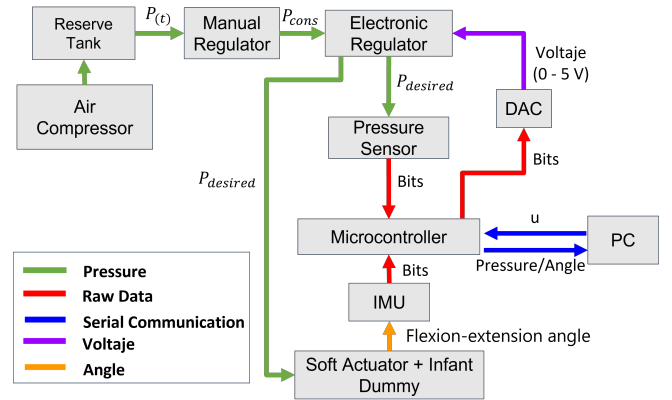 Reserve
Tank
P(t)
Manual
Regulator
Pcons
Electronic
Regulator
Voltaje
(0 - 5 V)
Air
Compressor
Pdesired
DAC
Pressure
Sensor
Bits
Pdesired
Bits
Microcontroller
u
PC
Pressure/Angle
Bits
IMU
Flexion-extension angle
Soft Actuator + Infant
Dummy
Pressure
Raw Data
Serial Communication
Voltaje
Angle